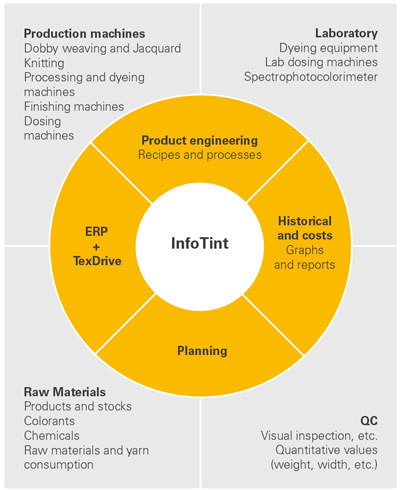 Production machines
Dobby weaving and Jacquard
Knitting
Processing and dyeing
machines
Finishing machines
Dosing
machines
Laboratory
Dyeing equipment
Lab dosing machines
Spectrophotocolorimeter
Product engineering
Recipes and processes
ERP
+
TexDrive
InfoTint
Historical
and costs
Graphs
and reports
Planning
Raw Materials
Products and stocks
Colorants
Chemicals
Raw materials and yarn
consumption
QC
Visual inspection, etc.
Quantitative values
(weight, width, etc.)